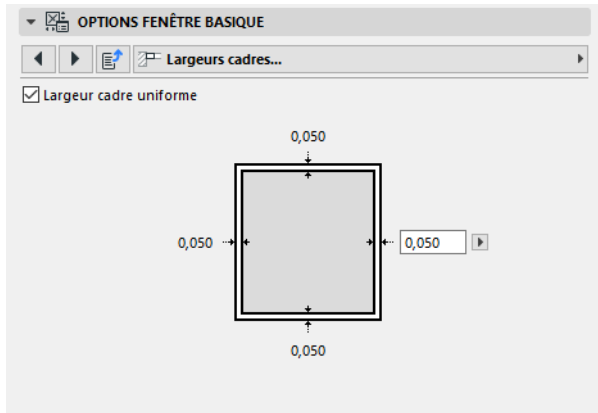 OPTIONS FENÊTRE BASIQUE
Largeurs cadres...
Largeur cadre uniforme
0,050
0,050
0,050
0,050